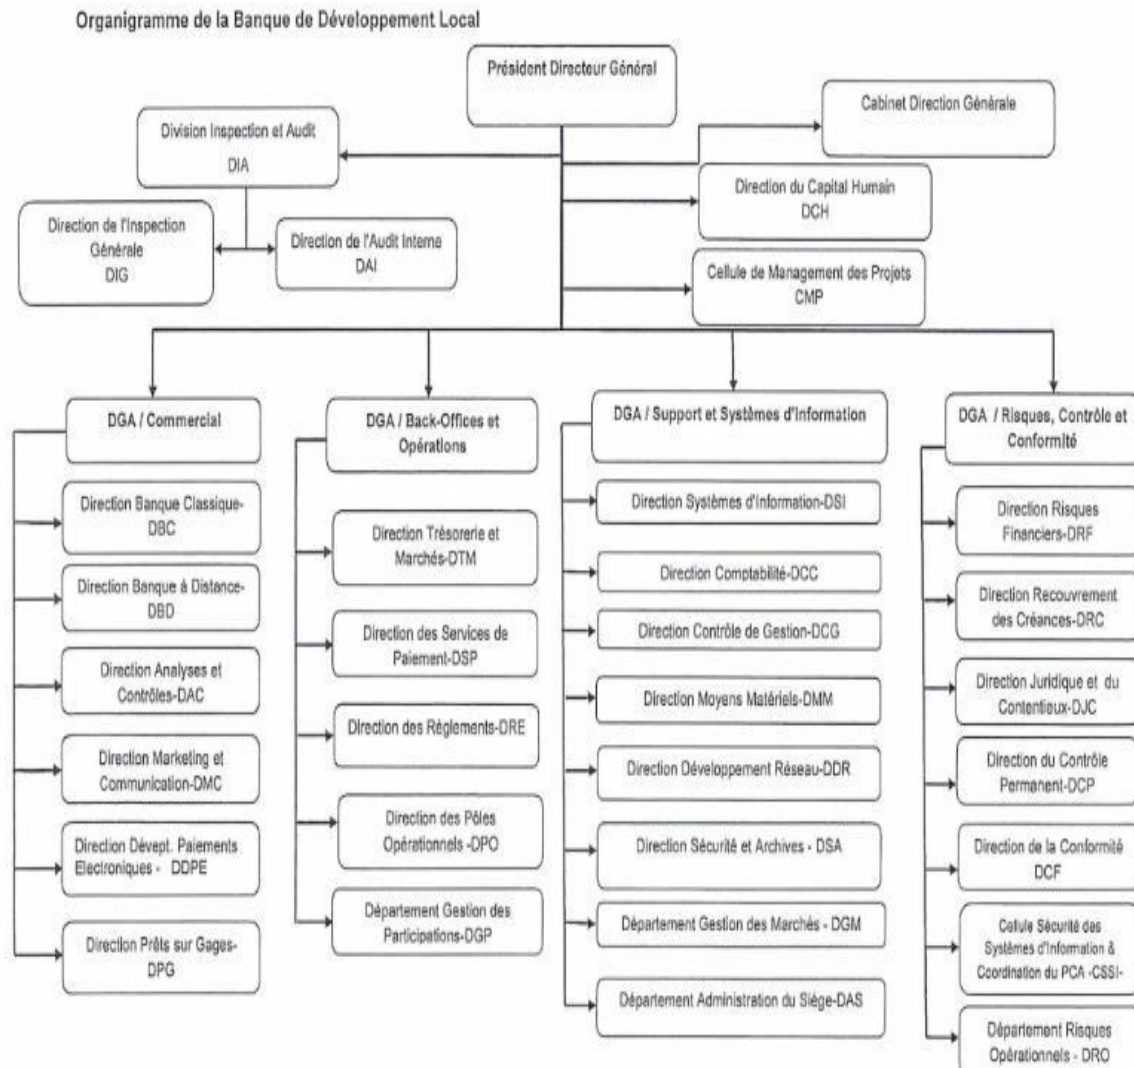 Organigramme de la Banque de Développement Local
Président Directeur Général
Cabinet Direction Générale
Division Inspection et Audit
DIA
Direction du Capital Humain
DCH
Direction de l'Inspection
Générale
DIG
Direction de l'Audit Interne
DAI
Cellule de Management des Projets
CMP
DGA / Commercial
Direction Banque Classique-
DBC
Direction Banque à Distance-
DBD
Direction Analyses et
Contrôles-DAC
Direction Marketing et
Communication-DMC
Direction Dévept. Paiements
Electroniques - DDPE
Direction Prêts sur Gages-
DPG
DGA / Back-Offices et
Opérations
Direction Trésorerie et
Marchés-DTM
Direction des Services de
Paiement-DSP
Direction des Réglements-DRE
Direction des Pôles
Opérationnels -DPO
Département Gestion des
Participations-DGP
DGA / Support et Systèmes d'Information
Direction Systèmes d'Information-DSI
Direction Comptabilité-DCC
Direction Contrôle de Gestion-DCG
Direction Moyens Matériels-DMM
Direction Développement Réseau-DDR
Direction Sécurité et Archives - DSA
Département Gestion des Marchés - DGM
Département Administration du Siège-DAS
DGA / Risques, Contrôle et
Conformité
Direction Risques
Financiers-DRF
Direction Recouvrement
des Créances-DRC
Direction Juridique et du
Contentieux-DJC
Direction du Contrôle
Permanent-DCP
Direction de la Conformité
DCF
Cellule Sécurité des
Systèmes d'Information &
Coordination du PCA -CSSI-
Département Risques
Opérationnels - DRO